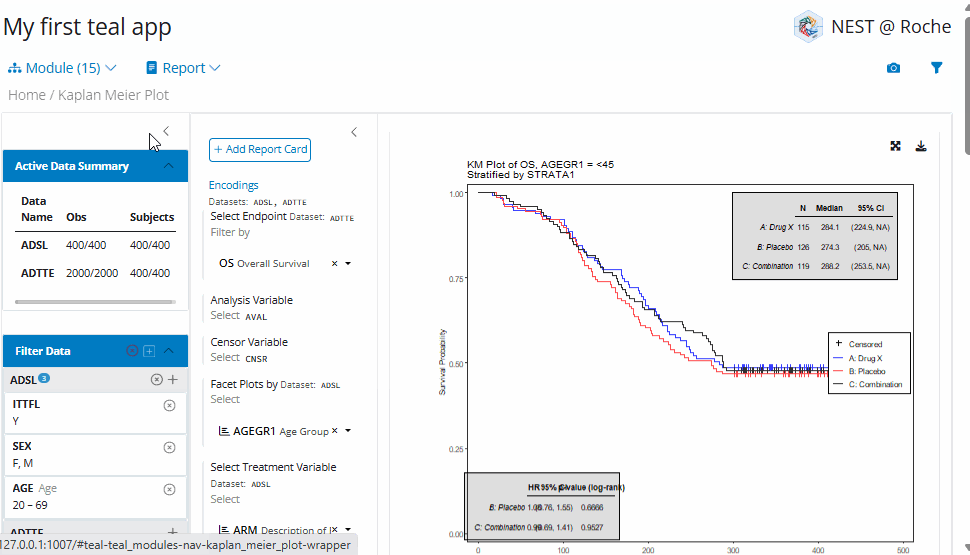 My first teal app
NEST @ Roche
Module (15)
Report
Home / Kaplan Meier Plot
Active Data Summary
Data Name Obs Subjects
ADSL 400/400 400/400
ADTTE 2000/2000 400/400
Filter Data
ADSL 3
ITTFL
Y
SEX
F, M
AGE Age
20 – 69
ADTTE
127.0.0.1:1007/#teal-teal_modules-nav-kaplan_meier_plot-wrapper
+ Add Report Card
Encodings
Datasets: ADSL, ADTTE
Select Endpoint Dataset: ADTTE
Filter by
OS Overall Survival ×
Analysis Variable
Select AVAL
Censor Variable
Select CNSR
Facet Plots by Dataset: ADSL
Select
AGEGR1 Age Group ×
Select Treatment Variable
Dataset: ADSL
Select
ARM Description of ×
KM Plot of OS, AGEGR1 = <45
Stratified by STRATA1
Survival Probability
1.00
0.75
0.50
0.25
0.00
0 100 200 300 400 500
N Median 95% CI
A: Drug X 115 284.1 (224.9, NA)
B: Placebo 126 274.3 (205, NA)
C: Combination 119 288.2 (253.5, NA)
+ Censored
A: Drug X
B: Placebo
C: Combination
HR 95% CI p-value (log-rank)
B: Placebo 0.76, 1.55) 0.6666
C: Combination 0.69, 1.41) 0.9527